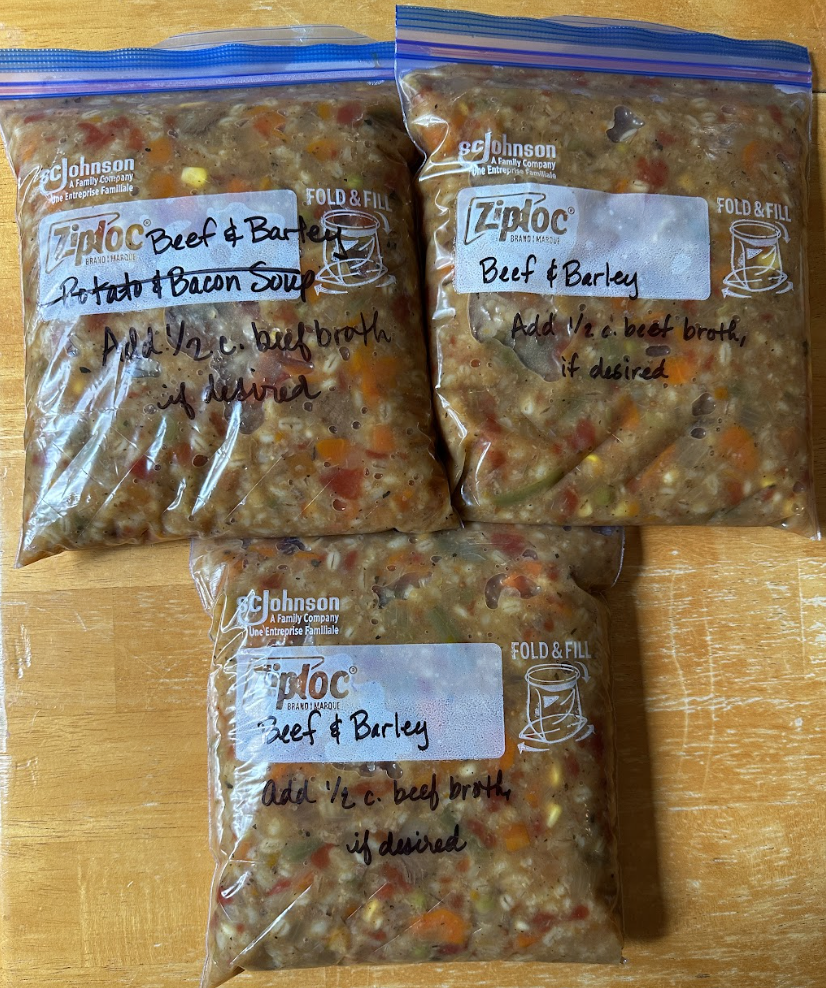 SCJohnson
A Family Company
Une Entreprise Familiale
Ziploc® Beef & Barley
BRAND | MARQUE
FOLD & FILL
Potato & Bacon Soup
Add 1/2 c. beef broth
if desired
SCJohnson
A Family Company
Une Entreprise Familiale
Ziploc®
BRAND | MARQUE
FOLD & FILL
Beef & Barley
Add 1/2 c. beef broth,
if desired
SCJohnson
A Family Company
Une Entreprise Familiale
Ziploc®
BRAND | MARQUE
FOLD & FILL
Beef & Barley
Add 1/2 c. beef broth,
if desired